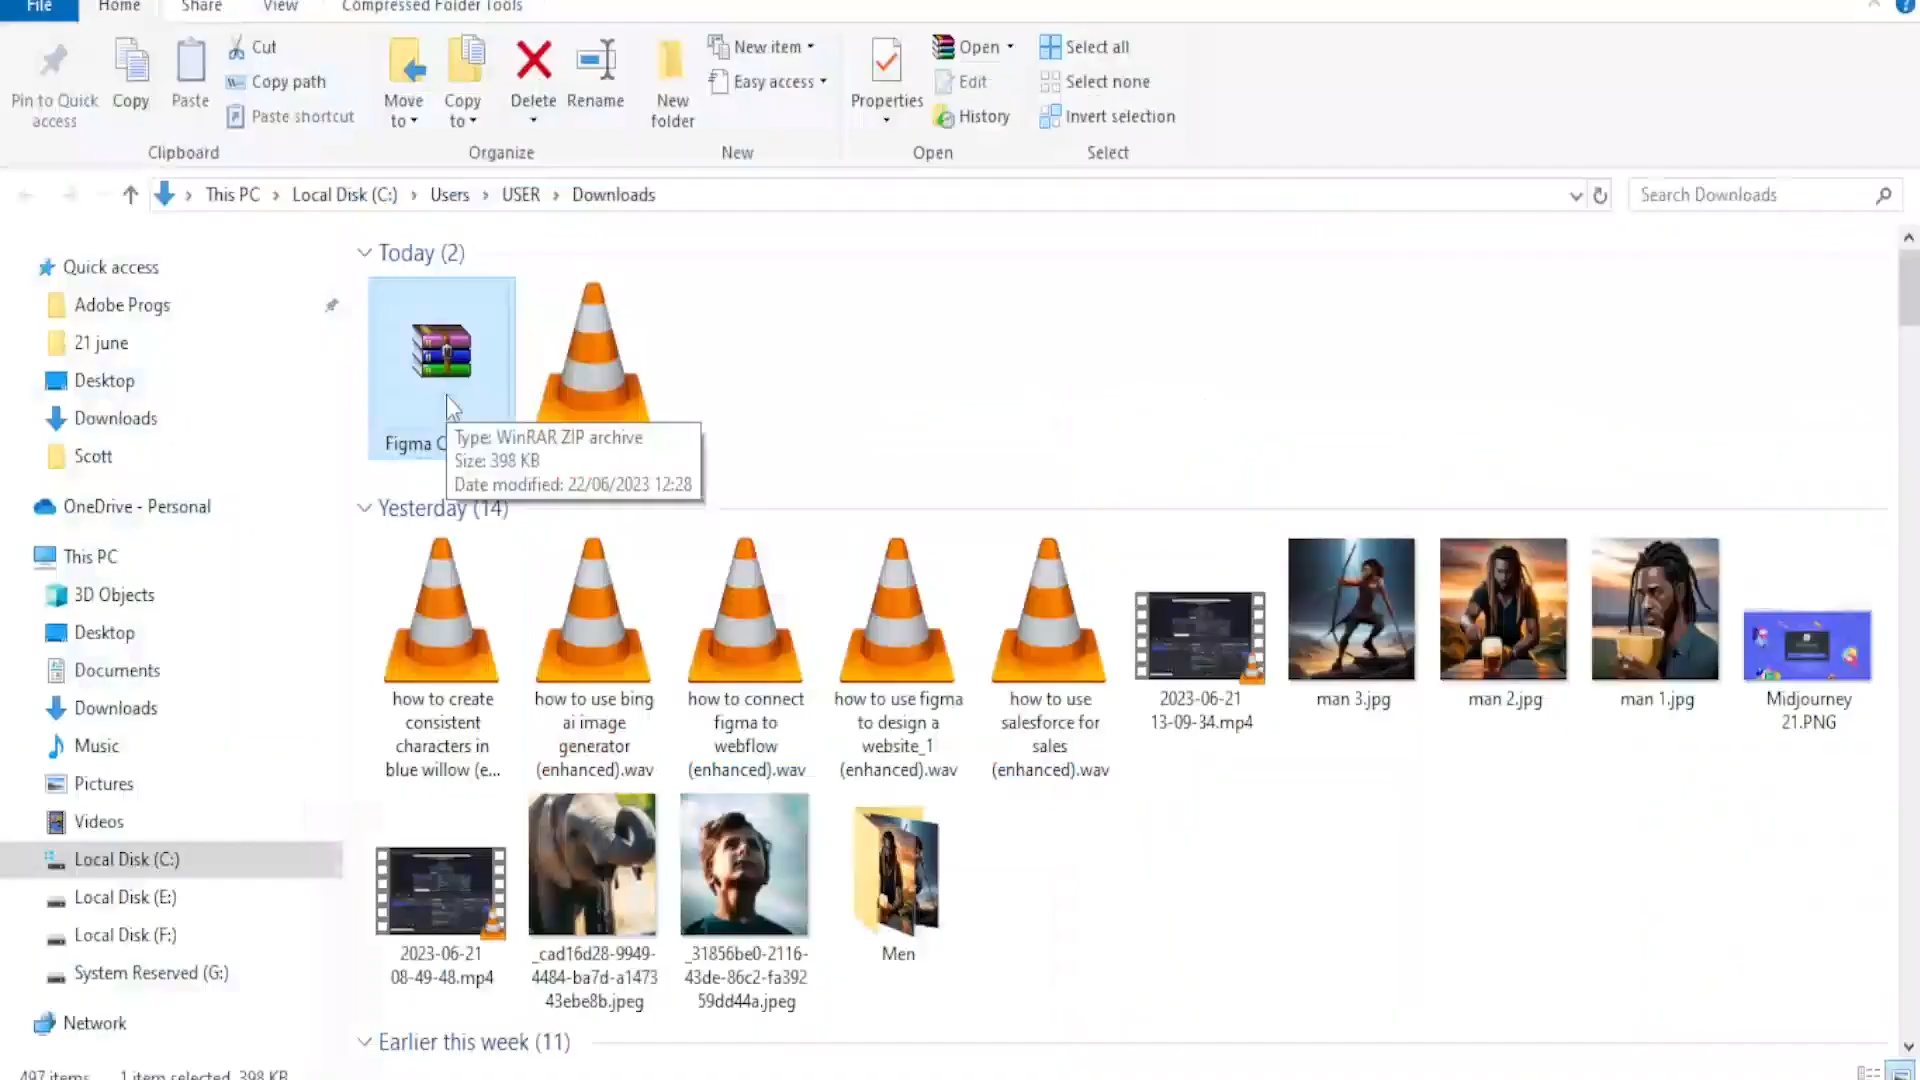 File Home Share View Compressed Folder Tools
Pin to Quick
access
Copy
Paste
Cut
Copy path
Paste shortcut
Clipboard
Move
to
Copy
to
Delete
Rename
Organize
New
folder
New item
Easy access
New
Properties
Open
Edit
History
Open
Select all
Select none
Invert selection
Select
This PC › Local Disk (C:) › Users › USER › Downloads
Search Downloads
Quick access
Adobe Progs
21 june
Desktop
Downloads
Scott
OneDrive - Personal
This PC
3D Objects
Desktop
Documents
Downloads
Music
Pictures
Videos
Local Disk (C:)
Local Disk (E:)
Local Disk (F:)
System Reserved (G:)
Network
Today (2)
Figma
Type: WinRAR ZIP archive
Size: 398 KB
Date modified: 22/06/2023 12:28
Yesterday (14)
how to create
consistent
characters in
blue willow (e...
how to use bing
ai image
generator
(enhanced).wav
how to connect
figma to
webflow
(enhanced).wav
how to use figma
to design a
website_1
(enhanced).wav
how to use
salesforce for
sales
(enhanced).wav
2023-06-21
13-09-34.mp4
man 3.jpg
man 2.jpg
man 1.jpg
Midjourney
21.PNG
2023-06-21
08-49-48.mp4
_cad16d28-9949-
4484-ba7d-a1473
43ebe8b.jpeg
_31856be0-2116-
43de-86c2-fa392
59dd44a.jpeg
Men
Earlier this week (11)
497 items 1 item selected 398 KB